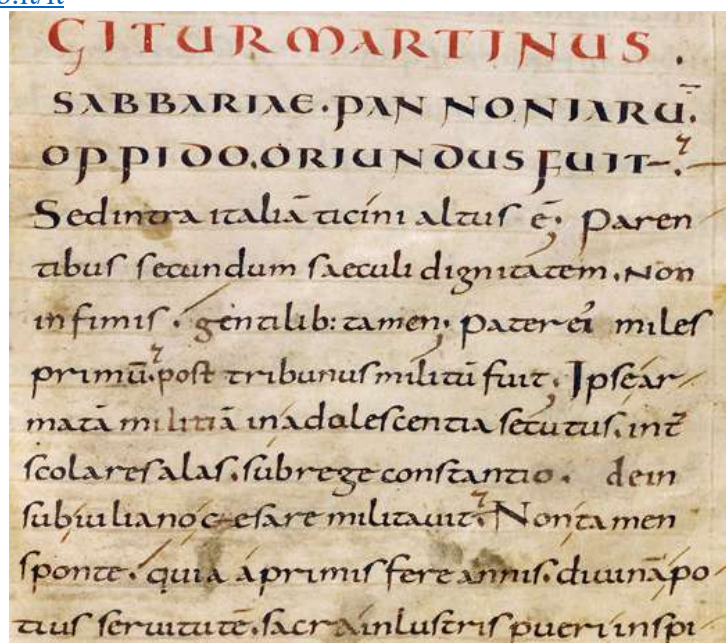 GITUR MARTINUS.
SABBARIAE. PANNONIARŪ.
OPPIDO. ORIUNDUS FUIT.
Sed intra italiā ticini altus ē; Paren
tibus secundum saeculi dignitatem. Non
infimis. gentilib: tamen; Pater ei miles
primū. post tribunus militū fuit; Ipse ar
matā militiā in adolescentia secutus. int̄
scolares alas. sub rege constantio. dein
sub iuliano caesare militauit. Non tamen
sponte. quia a primis fere annis. diuinā po
tius seruitutē. sacra inlustris pueri inspi